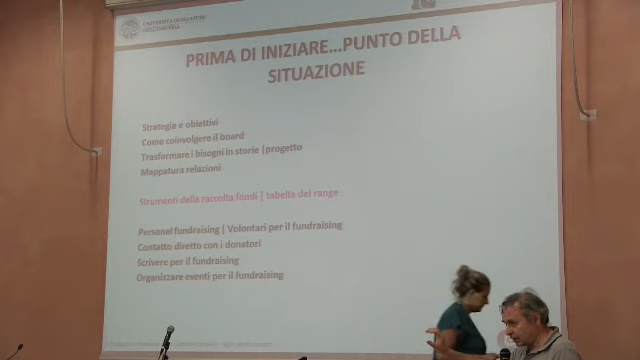 PRIMA DI INIZIARE...PUNTO DELLA
SITUAZIONE
Strategia e obiettivi
Come coinvolgere il board
Trasformare i bisogni in storie |progetto
Mappatura relazioni
Strumenti della raccolta fondi | tabella dei range
Personal fundraising | Volontari per il fundraising
Contatto diretto con i donatori
Scrivere per il fundraising
Organizzare eventi per il fundraising